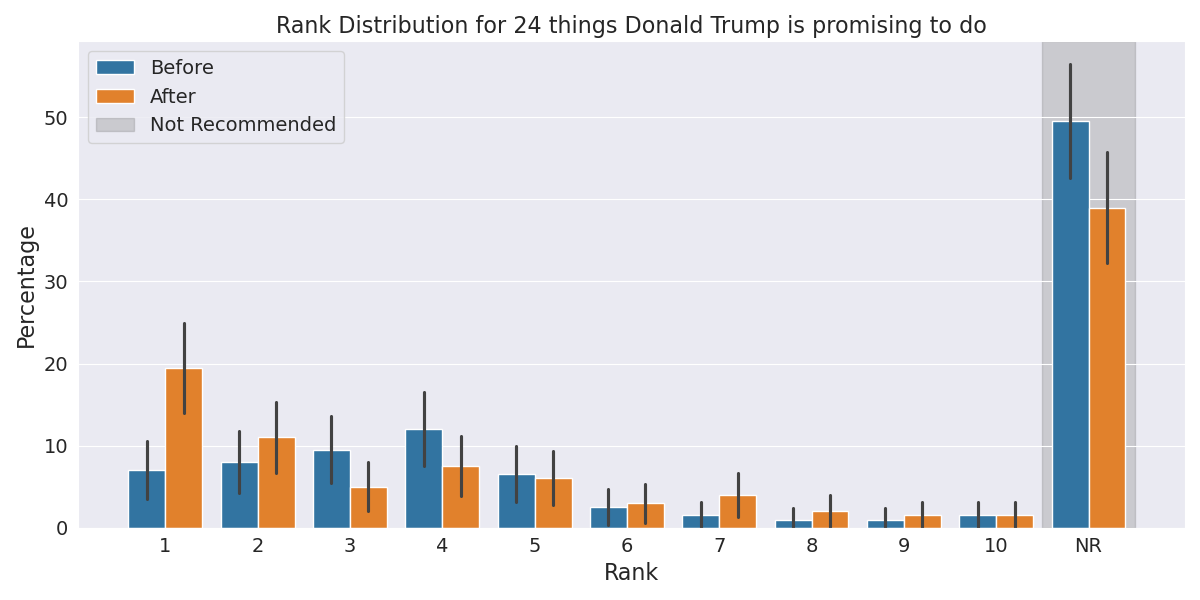 Rank Distribution for 24 things Donald Trump is promising to do
Before
After
Not Recommended
Percentage
50
40
30
20
10
0
1 2 3 4 5 6 7 8 9 10 NR
Rank